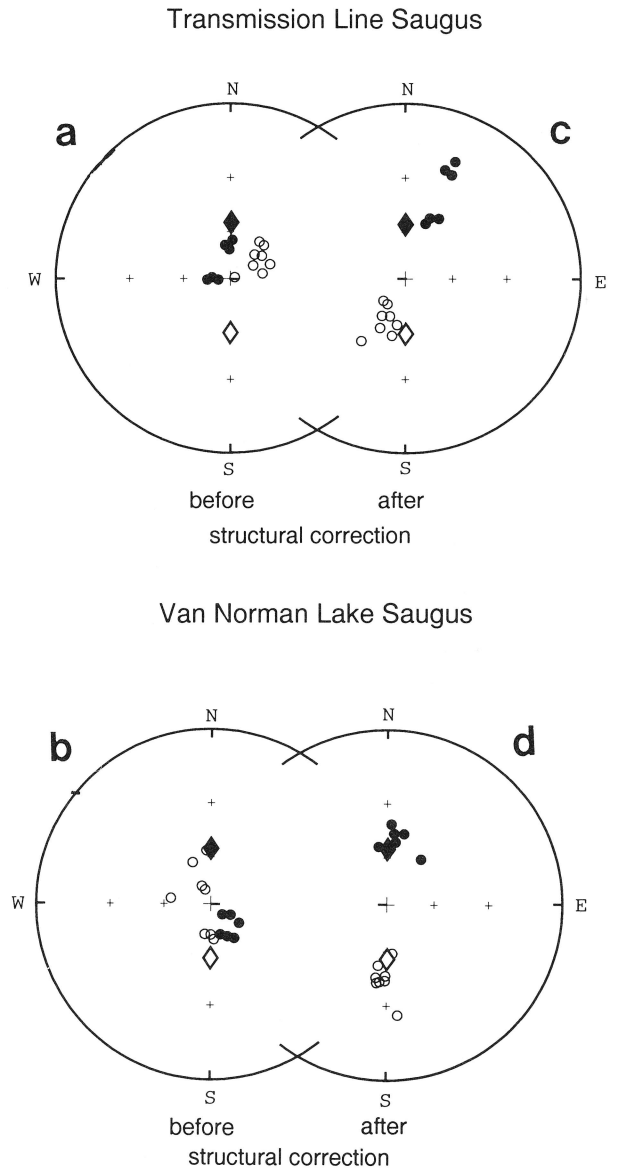 Transmission Line Saugus
N N
a c
W E
S S
before after
structural correction
Van Norman Lake Saugus
N N
b d
W E
S S
before after
structural correction